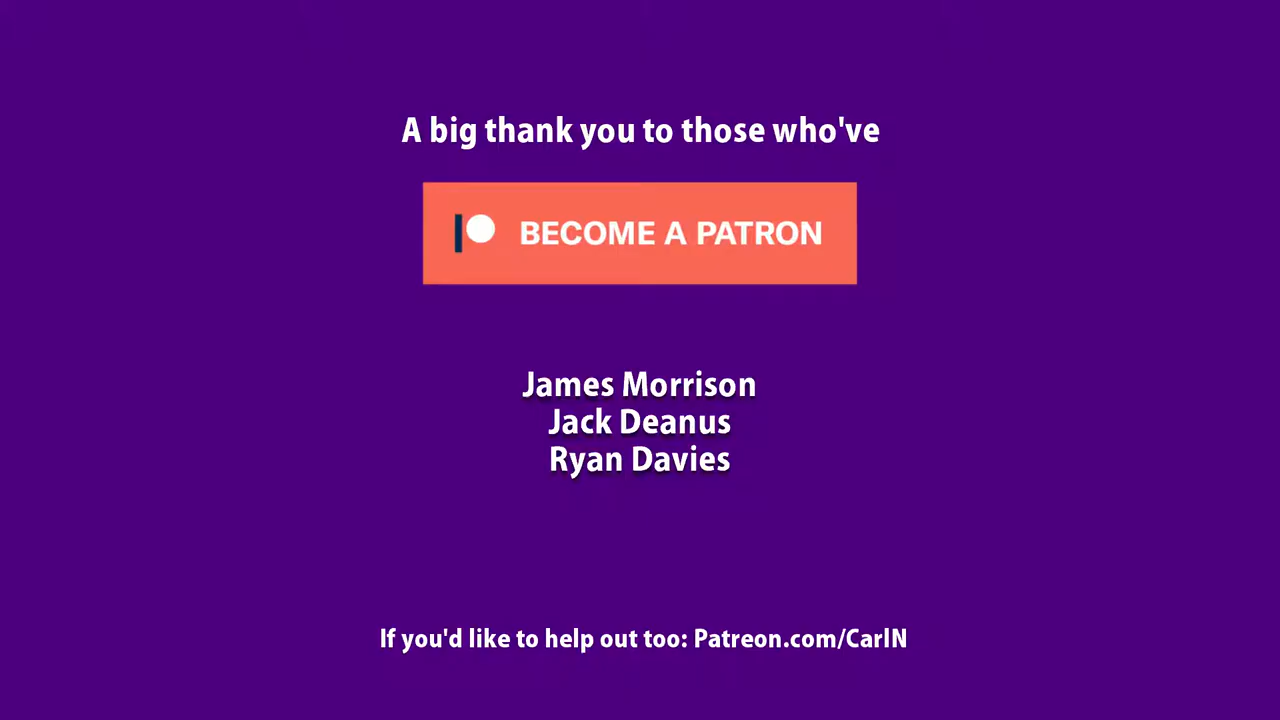 A big thank you to those who've
BECOME A PATRON
James Morrison
Jack Deanus
Ryan Davies
If you'd like to help out too: Patreon.com/CarlN